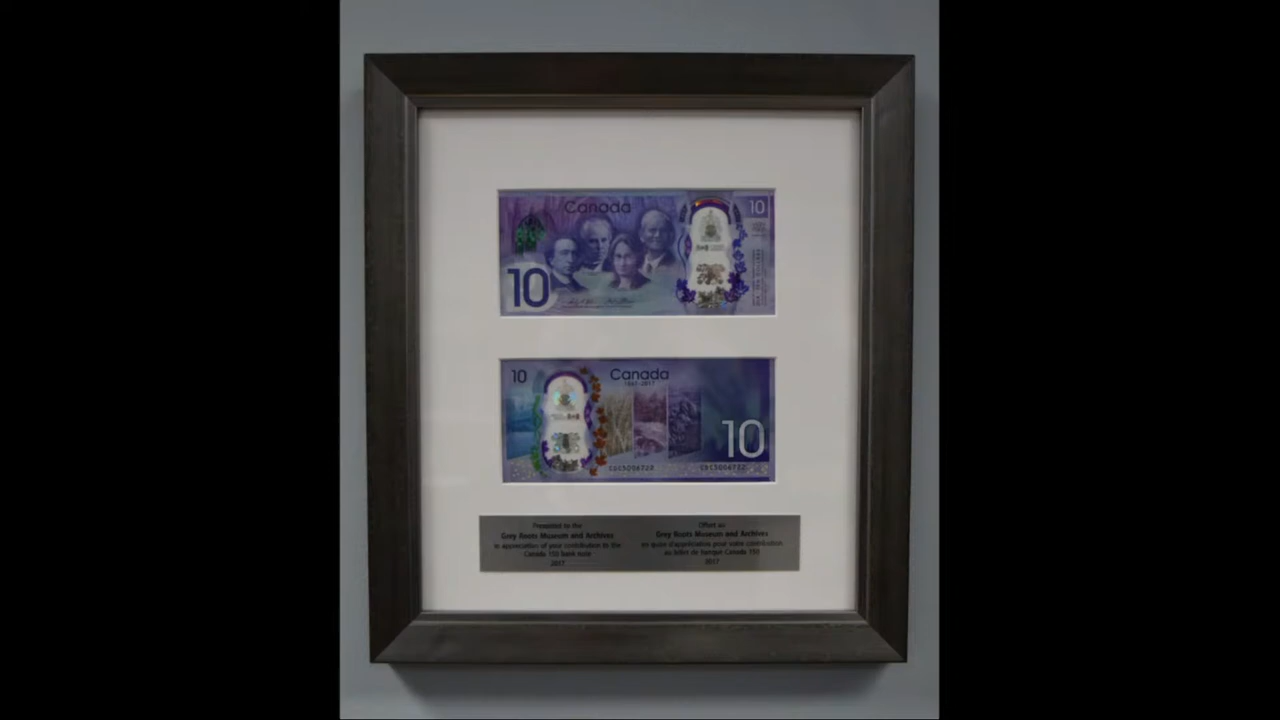 Canada
10
10
10
Canada
1867-2017
10
Presented to the
Grey Roots Museum and Archives
in appreciation of your contribution to the
Canada 150 bank note
2017
Offert au
Grey Roots Museum and Archives
en guise d'appréciation pour votre contribution
au billet de banque Canada 150
2017